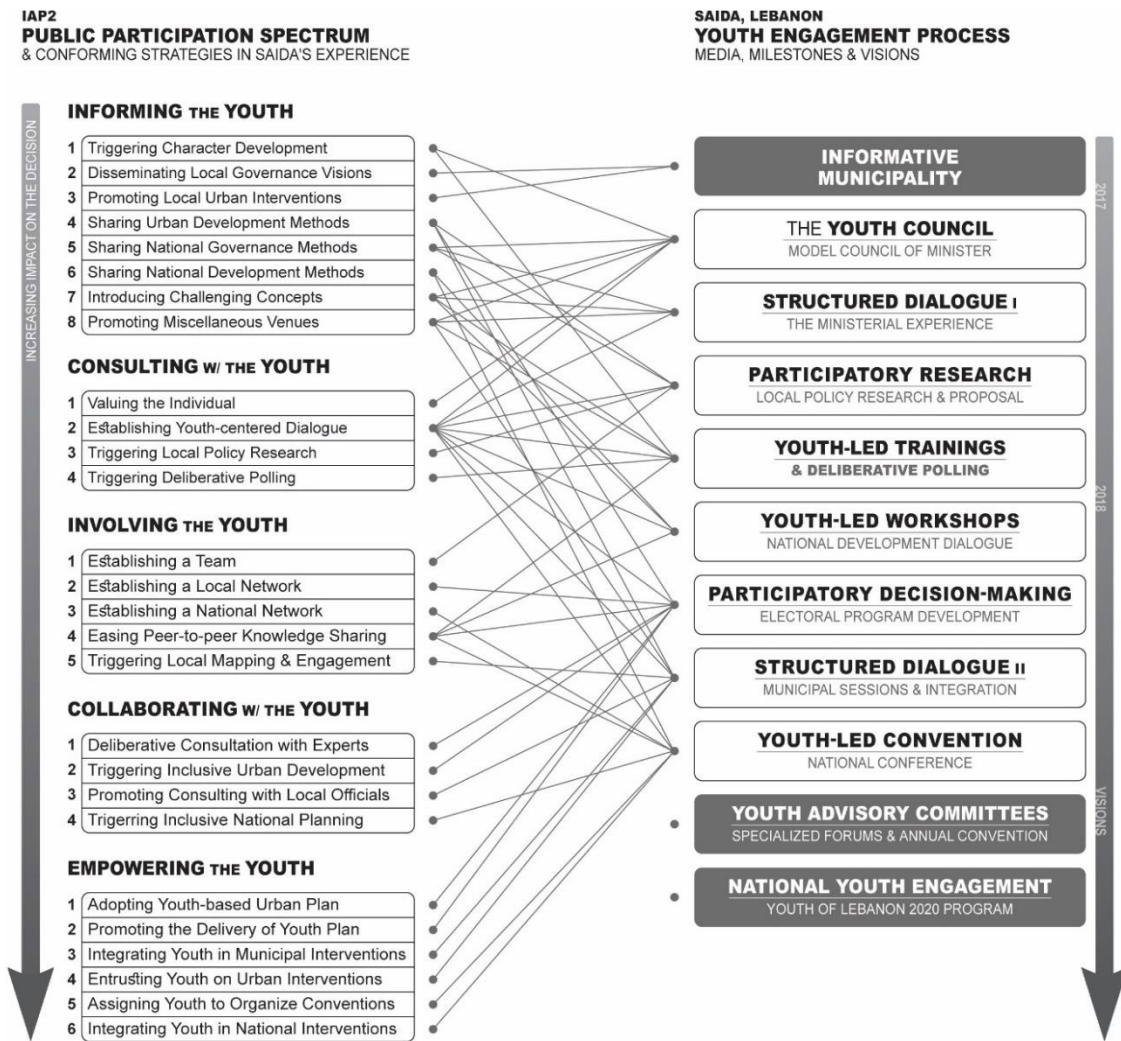 IAP2
PUBLIC PARTICIPATION SPECTRUM
& CONFORMING STRATEGIES IN SAIDA'S EXPERIENCE
INCREASING IMPACT ON THE DECISION
INFORMING THE YOUTH
1 Triggering Character Development
2 Disseminating Local Governance Visions
3 Promoting Local Urban Interventions
4 Sharing Urban Development Methods
5 Sharing National Governance Methods
6 Sharing National Development Methods
7 Introducing Challenging Concepts
8 Promoting Miscellaneous Venues
CONSULTING W/ THE YOUTH
1 Valuing the Individual
2 Establishing Youth-centered Dialogue
3 Triggering Local Policy Research
4 Triggering Deliberative Polling
INVOLVING THE YOUTH
1 Establishing a Team
2 Establishing a Local Network
3 Establishing a National Network
4 Easing Peer-to-peer Knowledge Sharing
5 Triggering Local Mapping & Engagement
COLLABORATING W/ THE YOUTH
1 Deliberative Consultation with Experts
2 Triggering Inclusive Urban Development
3 Promoting Consulting with Local Officials
4 Trigerring Inclusive National Planning
EMPOWERING THE YOUTH
1 Adopting Youth-based Urban Plan
2 Promoting the Delivery of Youth Plan
3 Integrating Youth in Municipal Interventions
4 Entrusting Youth on Urban Interventions
5 Assigning Youth to Organize Conventions
6 Integrating Youth in National Interventions
SAIDA, LEBANON
YOUTH ENGAGEMENT PROCESS
MEDIA, MILESTONES & VISIONS
INFORMATIVE
MUNICIPALITY
THE YOUTH COUNCIL
MODEL COUNCIL OF MINISTER
STRUCTURED DIALOGUE I
THE MINISTERIAL EXPERIENCE
PARTICIPATORY RESEARCH
LOCAL POLICY RESEARCH & PROPOSAL
YOUTH-LED TRAININGS
& DELIBERATIVE POLLING
YOUTH-LED WORKSHOPS
NATIONAL DEVELOPMENT DIALOGUE
PARTICIPATORY DECISION-MAKING
ELECTORAL PROGRAM DEVELOPMENT
STRUCTURED DIALOGUE II
MUNICIPAL SESSIONS & INTEGRATION
YOUTH-LED CONVENTION
NATIONAL CONFERENCE
YOUTH ADVISORY COMMITTEES
SPECIALIZED FORUMS & ANNUAL CONVENTION
NATIONAL YOUTH ENGAGEMENT
YOUTH OF LEBANON 2020 PROGRAM
2017
2018
VISIONS